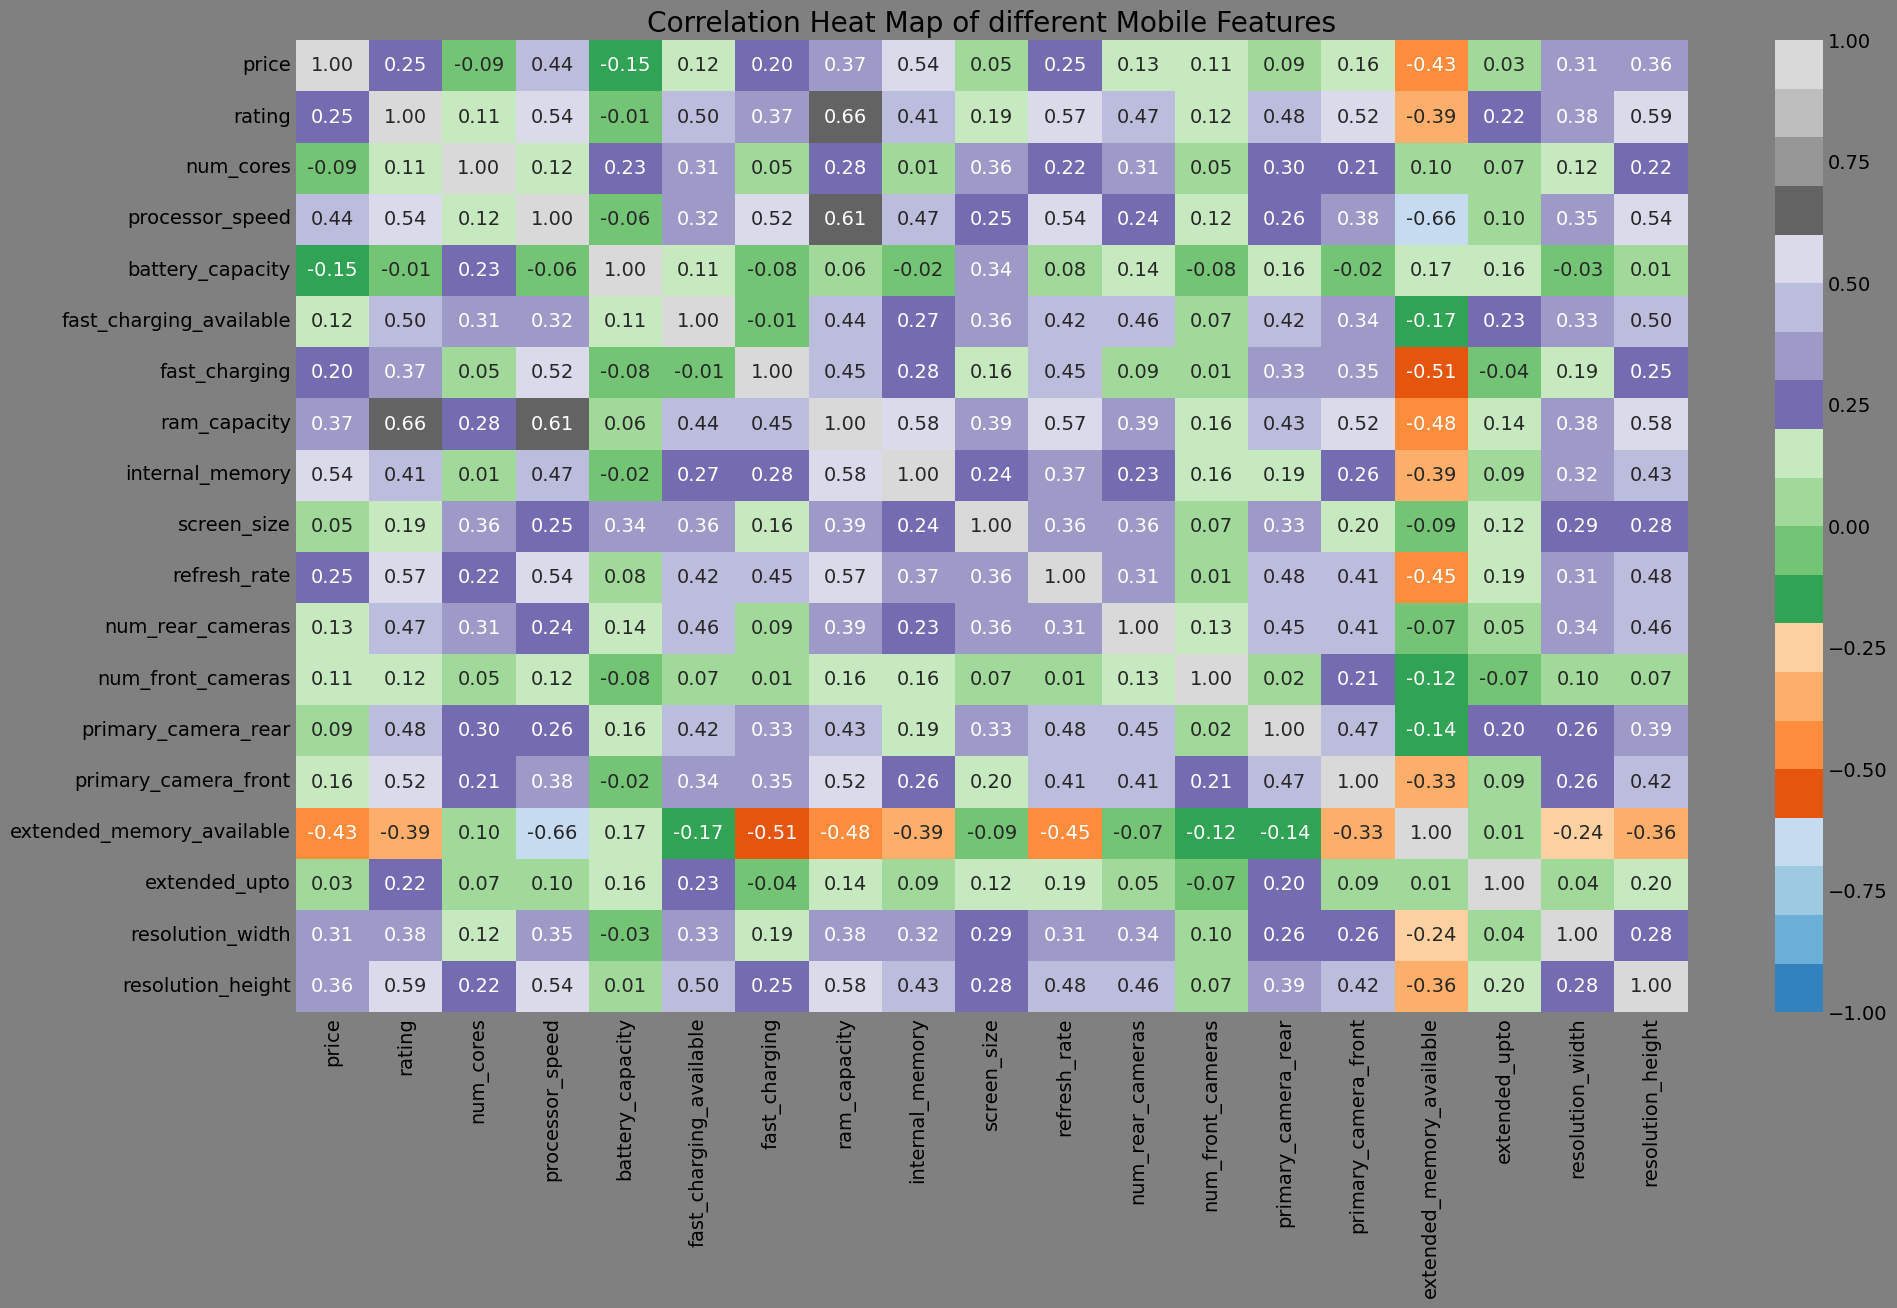 Correlation Heat Map of different Mobile Features
price 1.00 0.25 -0.09 0.44 -0.15 0.12 0.20 0.37 0.54 0.05 0.25 0.13 0.11 0.09 0.16 -0.43 0.03 0.31 0.36
rating 0.25 1.00 0.11 0.54 -0.01 0.50 0.37 0.66 0.41 0.19 0.57 0.47 0.12 0.48 0.52 -0.39 0.22 0.38 0.59
num_cores -0.09 0.11 1.00 0.12 0.23 0.31 0.05 0.28 0.01 0.36 0.22 0.31 0.05 0.30 0.21 0.10 0.07 0.12 0.22
processor_speed 0.44 0.54 0.12 1.00 -0.06 0.32 0.52 0.61 0.47 0.25 0.54 0.24 0.12 0.26 0.38 -0.66 0.10 0.35 0.54
battery_capacity -0.15 -0.01 0.23 -0.06 1.00 0.11 -0.08 0.06 -0.02 0.34 0.08 0.14 -0.08 0.16 -0.02 0.17 0.16 -0.03 0.01
fast_charging_available 0.12 0.50 0.31 0.32 0.11 1.00 -0.01 0.44 0.27 0.36 0.42 0.46 0.07 0.42 0.34 -0.17 0.23 0.33 0.50
fast_charging 0.20 0.37 0.05 0.52 -0.08 -0.01 1.00 0.45 0.28 0.16 0.45 0.09 0.01 0.33 0.35 -0.51 -0.04 0.19 0.25
ram_capacity 0.37 0.66 0.28 0.61 0.06 0.44 0.45 1.00 0.58 0.39 0.57 0.39 0.16 0.43 0.52 -0.48 0.14 0.38 0.58
internal_memory 0.54 0.41 0.01 0.47 -0.02 0.27 0.28 0.58 1.00 0.24 0.37 0.23 0.16 0.19 0.26 -0.39 0.09 0.32 0.43
screen_size 0.05 0.19 0.36 0.25 0.34 0.36 0.16 0.39 0.24 1.00 0.36 0.36 0.07 0.33 0.20 -0.09 0.12 0.29 0.28
refresh_rate 0.25 0.57 0.22 0.54 0.08 0.42 0.45 0.57 0.37 0.36 1.00 0.31 0.01 0.48 0.41 -0.45 0.19 0.31 0.48
num_rear_cameras 0.13 0.47 0.31 0.24 0.14 0.46 0.09 0.39 0.23 0.36 0.31 1.00 0.13 0.45 0.41 -0.07 0.05 0.34 0.46
num_front_cameras 0.11 0.12 0.05 0.12 -0.08 0.07 0.01 0.16 0.16 0.07 0.01 0.13 1.00 0.02 0.21 -0.12 -0.07 0.10 0.07
primary_camera_rear 0.09 0.48 0.30 0.26 0.16 0.42 0.33 0.43 0.19 0.33 0.48 0.45 0.02 1.00 0.47 -0.14 0.20 0.26 0.39
primary_camera_front 0.16 0.52 0.21 0.38 -0.02 0.34 0.35 0.52 0.26 0.20 0.41 0.41 0.21 0.47 1.00 -0.33 0.09 0.26 0.42
extended_memory_available -0.43 -0.39 0.10 -0.66 0.17 -0.17 -0.51 -0.48 -0.39 -0.09 -0.45 -0.07 -0.12 -0.14 -0.33 1.00 0.01 -0.24 -0.36
extended_upto 0.03 0.22 0.07 0.10 0.16 0.23 -0.04 0.14 0.09 0.12 0.19 0.05 -0.07 0.20 0.09 0.01 1.00 0.04 0.20
resolution_width 0.31 0.38 0.12 0.35 -0.03 0.33 0.19 0.38 0.32 0.29 0.31 0.34 0.10 0.26 0.26 -0.24 0.04 1.00 0.28
resolution_height 0.36 0.59 0.22 0.54 0.01 0.50 0.25 0.58 0.43 0.28 0.48 0.46 0.07 0.39 0.42 -0.36 0.20 0.28 1.00
price
rating
num_cores
processor_speed
battery_capacity
fast_charging_available
fast_charging
ram_capacity
internal_memory
screen_size
refresh_rate
num_rear_cameras
num_front_cameras
primary_camera_rear
primary_camera_front
extended_memory_available
extended_upto
resolution_width
resolution_height
1.00
0.75
0.50
0.25
0.00
−0.25
−0.50
−0.75
−1.00